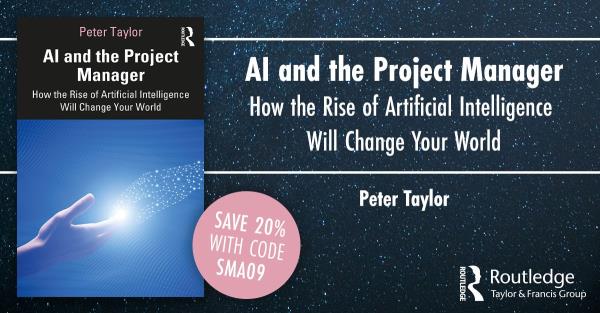 Peter Taylor
ROUTLEDGE
AI and the Project
Manager
How the Rise of Artificial Intelligence
Will Change Your World
AI and the Project Manager
How the Rise of Artificial Intelligence
Will Change Your World
Peter Taylor
SAVE 20%
WITH CODE
SMA09
ROUTLEDGE
Routledge
Taylor & Francis Group